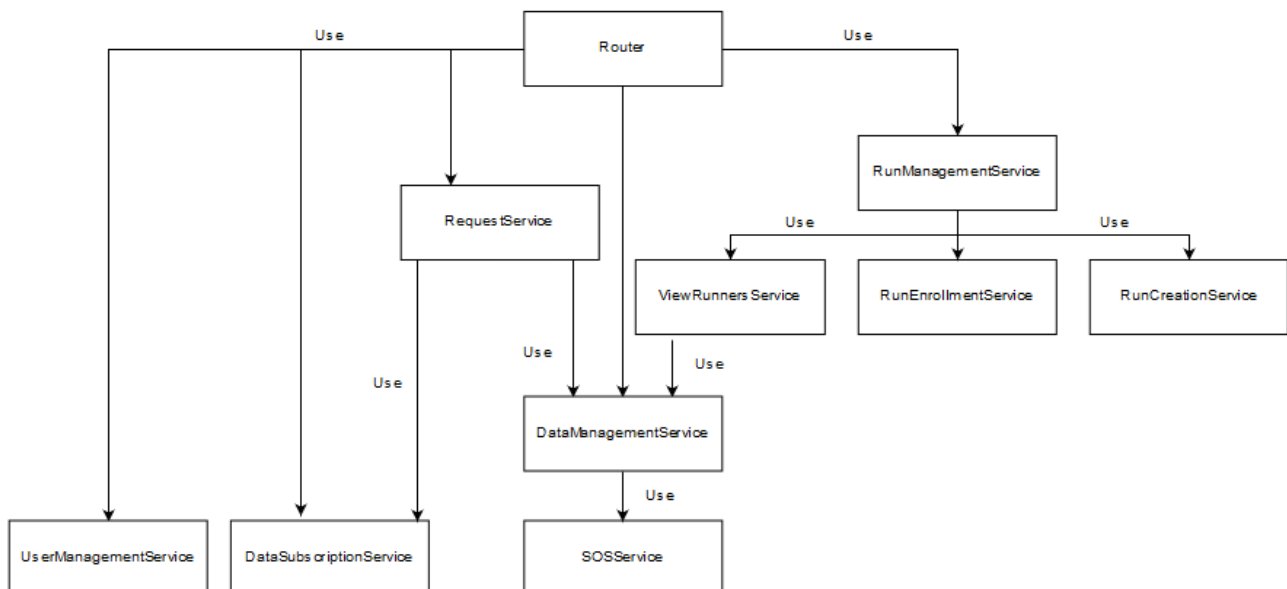 Use
Router
Use
RunManagementService
RequestService
Use
Use
ViewRunnersService
RunEnrollmentService
RunCreationService
Use
Use
Use
DataManagementService
Use
UserManagementService
DataSubscriptionService
SOSService